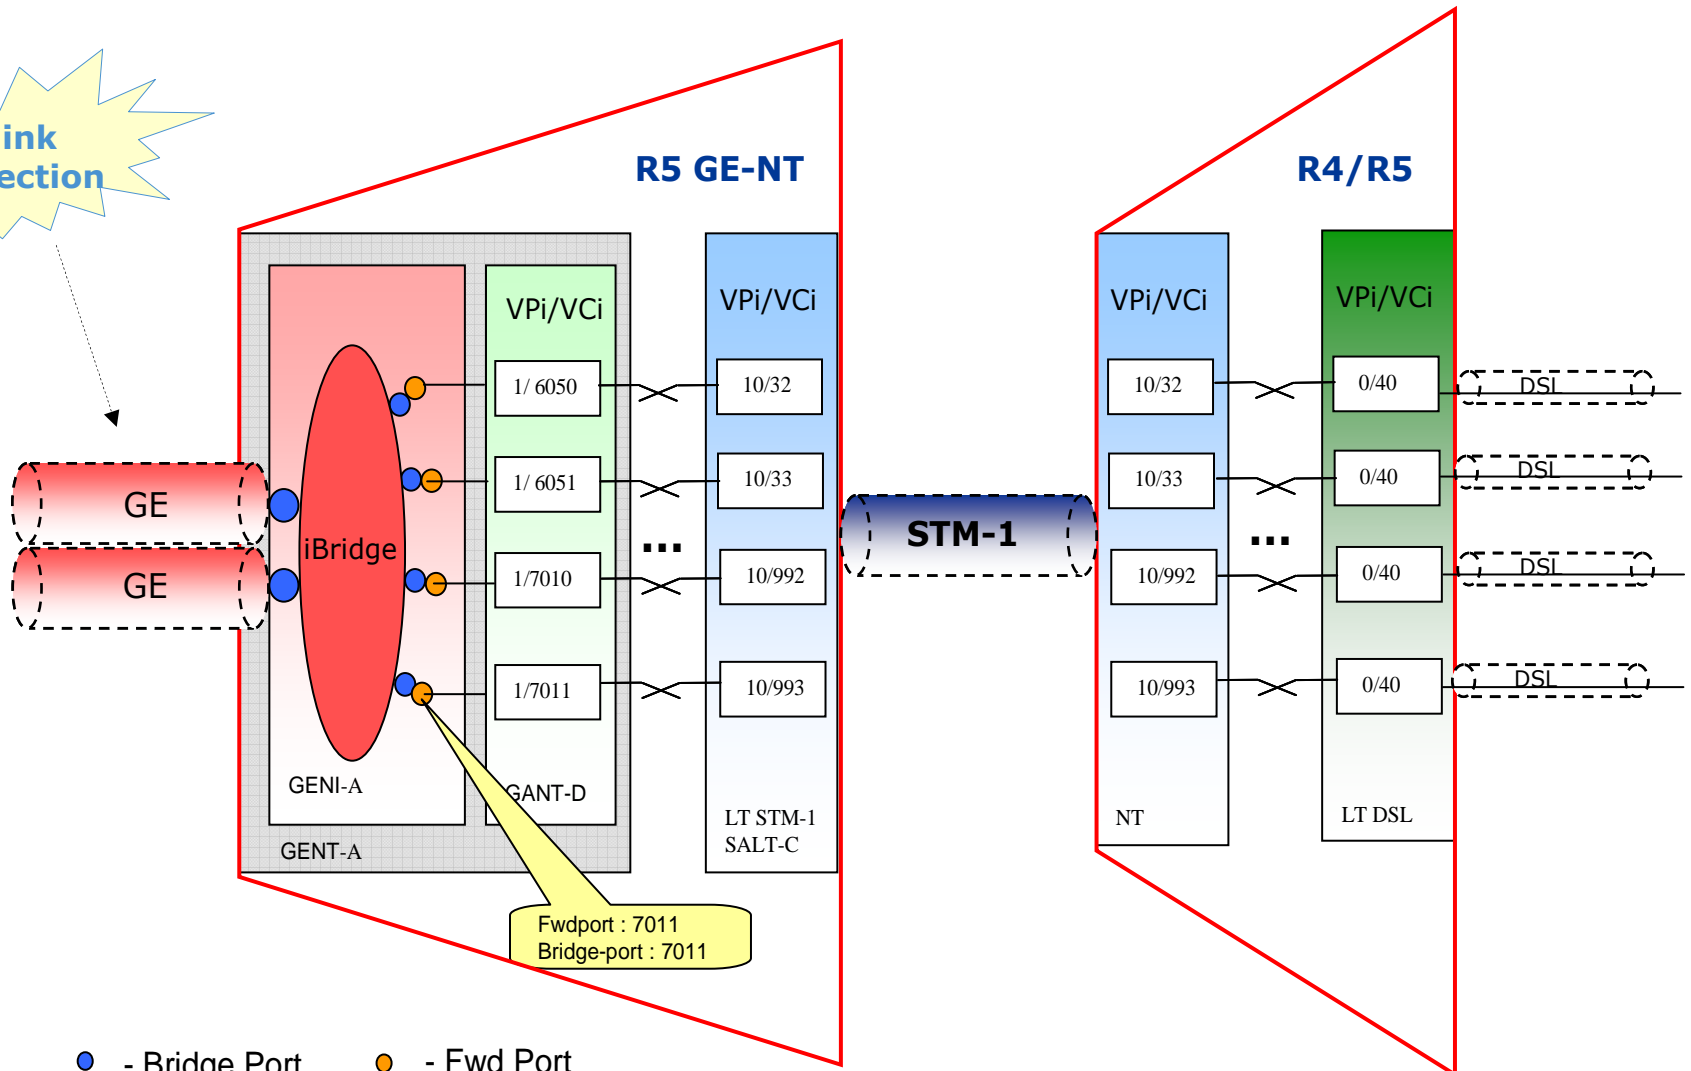 ink
ection
R5 GE-NT
R4/R5
VPi/VCi
VPi/VCi
VPi/VCi
VPi/VCi
1/ 6050
10/32
10/32
0/40
DSL
1/ 6051
10/33
10/33
0/40
DSL
GE
iBridge
...
STM-1
...
GE
1/7010
10/992
10/992
0/40
DSL
1/7011
10/993
10/993
0/40
DSL
GENI-A
GANT-D
LT STM-1
SALT-C
NT
LT DSL
GENT-A
Fwdport : 7011
Bridge-port : 7011
- Bridge Port
- Fwd Port